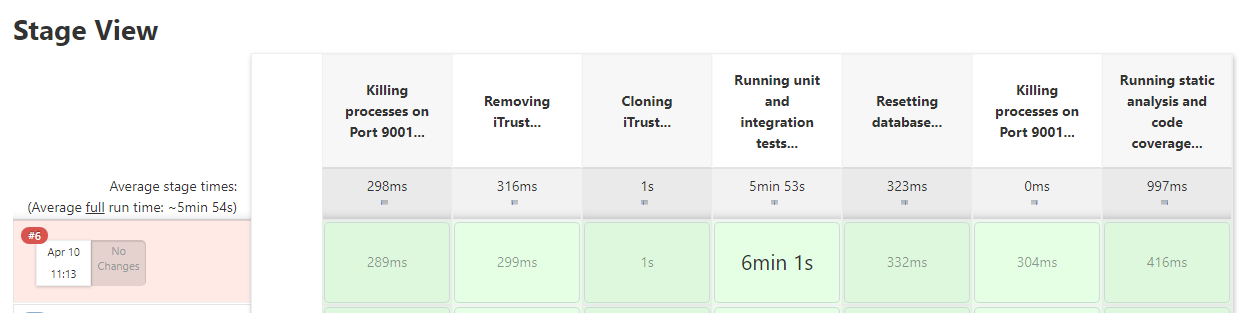 Stage View
Killing
processes on
Port 9001...
Removing
iTrust...
Cloning
iTrust...
Running unit
and
integration
tests...
Resetting
database...
Killing
processes on
Port 9001...
Running static
analysis and
code
coverage...
Average stage times:
(Average full run time: ~5min 54s)
298ms
316ms
1s
5min 53s
323ms
0ms
997ms
#6
Apr 10
11:13
No
Changes
289ms
299ms
1s
6min 1s
332ms
304ms
416ms